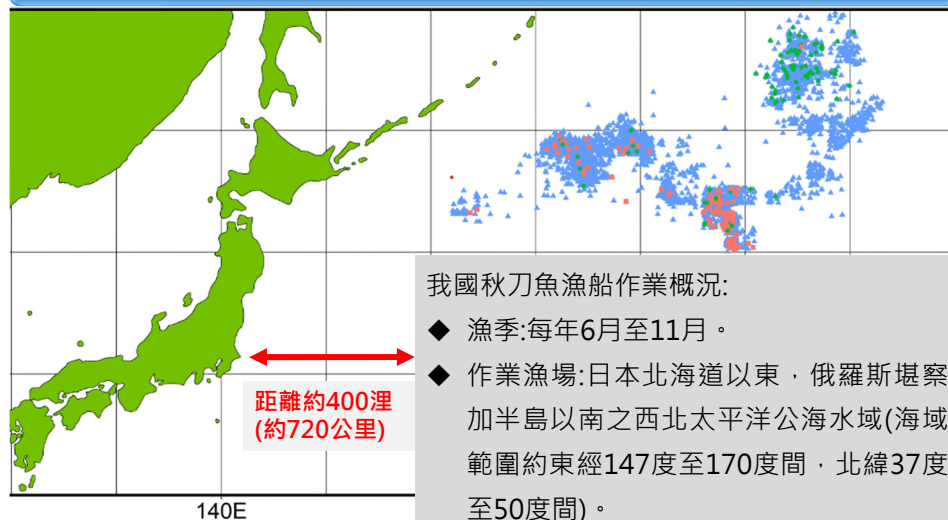 我國秋刀魚漁船作業概況:
◆ 漁季:每年6月至11月。
◆ 作業漁場:日本北海道以東，俄羅斯堪察
加半島以南之西北太平洋公海水域(海域
範圍約東經147度至170度間，北緯37度
至50度間)。
距離約400浬
(約720公里)
140E